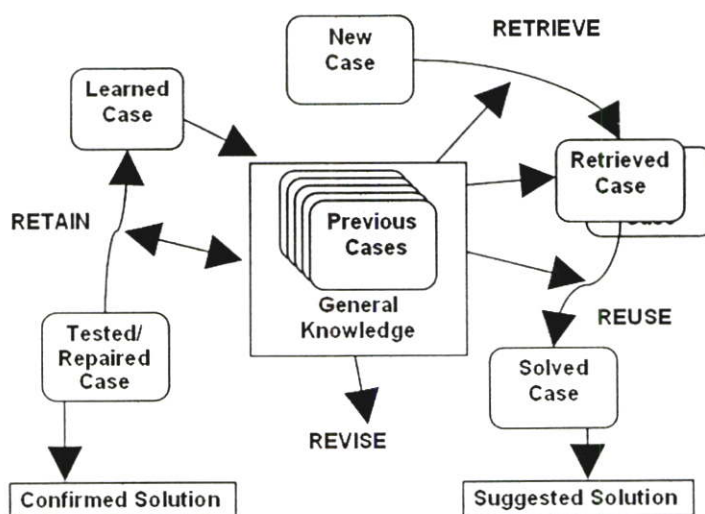 New
Case
RETRIEVE
Learned
Case
Retrieved
Case
Case
RETAIN
Previous
Cases
General
Knowledge
REUSE
Tested/
Repaired
Case
Solved
Case
REVISE
Confirmed Solution
Suggested Solution